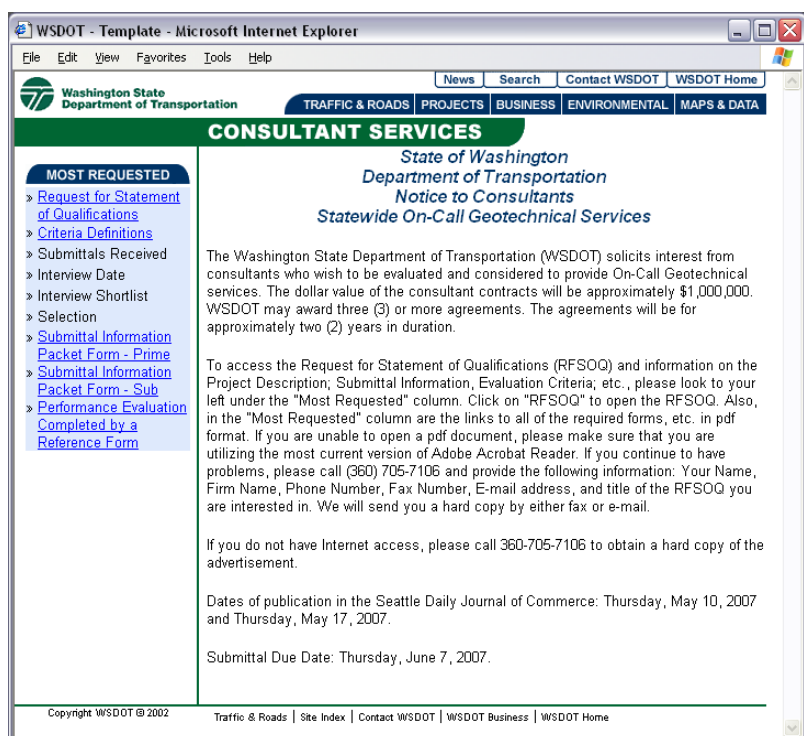 WSDOT - Template - Microsoft Internet Explorer
File Edit View Favorites Tools Help
News Search Contact WSDOT WSDOT Home
Washington State
Department of Transportation
TRAFFIC & ROADS PROJECTS BUSINESS ENVIRONMENTAL MAPS & DATA
CONSULTANT SERVICES
MOST REQUESTED
» Request for Statement
of Qualifications
» Criteria Definitions
» Submittals Received
» Interview Date
» Interview Shortlist
» Selection
» Submittal Information
Packet Form - Prime
» Submittal Information
Packet Form - Sub
» Performance Evaluation
Completed by a
Reference Form
State of Washington
Department of Transportation
Notice to Consultants
Statewide On-Call Geotechnical Services
The Washington State Department of Transportation (WSDOT) solicits interest from
consultants who wish to be evaluated and considered to provide On-Call Geotechnical
services. The dollar value of the consultant contracts will be approximately $1,000,000.
WSDOT may award three (3) or more agreements. The agreements will be for
approximately two (2) years in duration.
To access the Request for Statement of Qualifications (RFSOQ) and information on the
Project Description; Submittal Information, Evaluation Criteria; etc., please look to your
left under the "Most Requested" column. Click on "RFSOQ" to open the RFSOQ. Also,
in the "Most Requested" column are the links to all of the required forms, etc. in pdf
format. If you are unable to open a pdf document, please make sure that you are
utilizing the most current version of Adobe Acrobat Reader. If you continue to have
problems, please call (360) 705-7106 and provide the following information: Your Name,
Firm Name, Phone Number, Fax Number, E-mail address, and title of the RFSOQ you
are interested in. We will send you a hard copy by either fax or e-mail.
If you do not have Internet access, please call 360-705-7106 to obtain a hard copy of the
advertisement.
Dates of publication in the Seattle Daily Journal of Commerce: Thursday, May 10, 2007
and Thursday, May 17, 2007.
Submittal Due Date: Thursday, June 7, 2007.
Copyright WSDOT @ 2002
Traffic & Roads | Site Index | Contact WSDOT | WSDOT Business | WSDOT Home